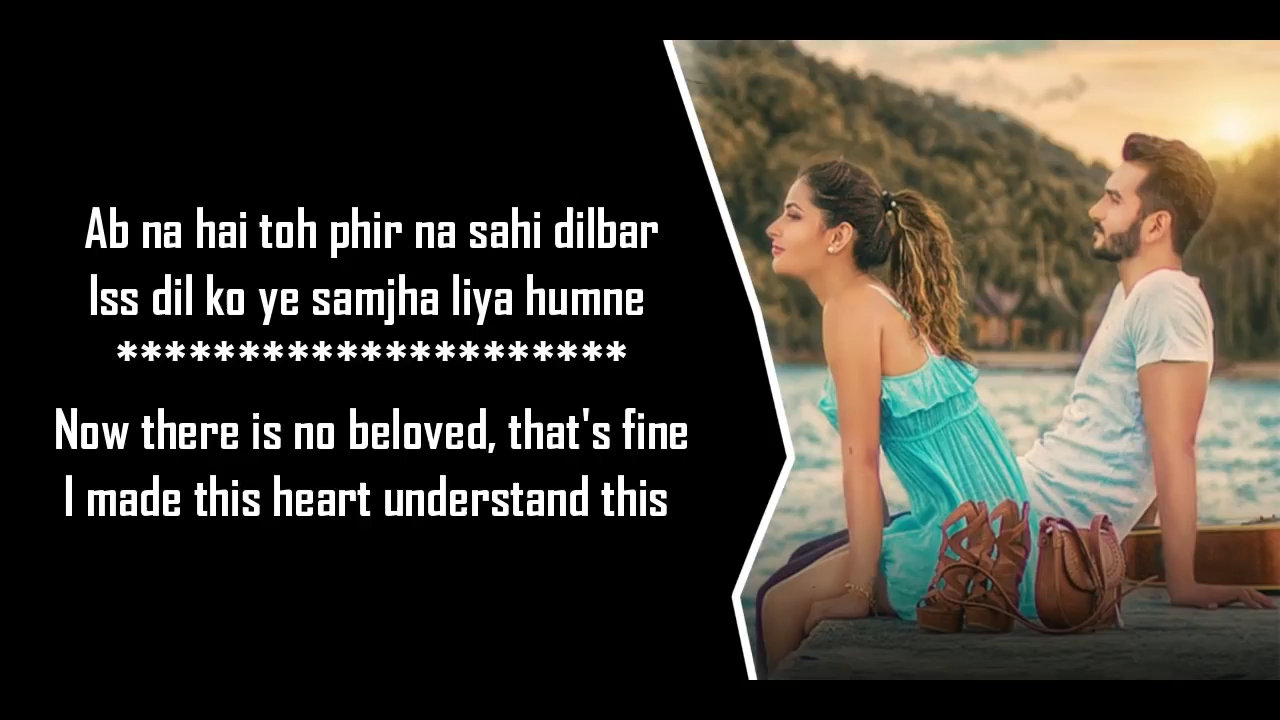 Ab na hai toh phir na sahi dilbar
Iss dil ko ye samjha liya humne
*********************
Now there is no beloved, that's fine
I made this heart understand this